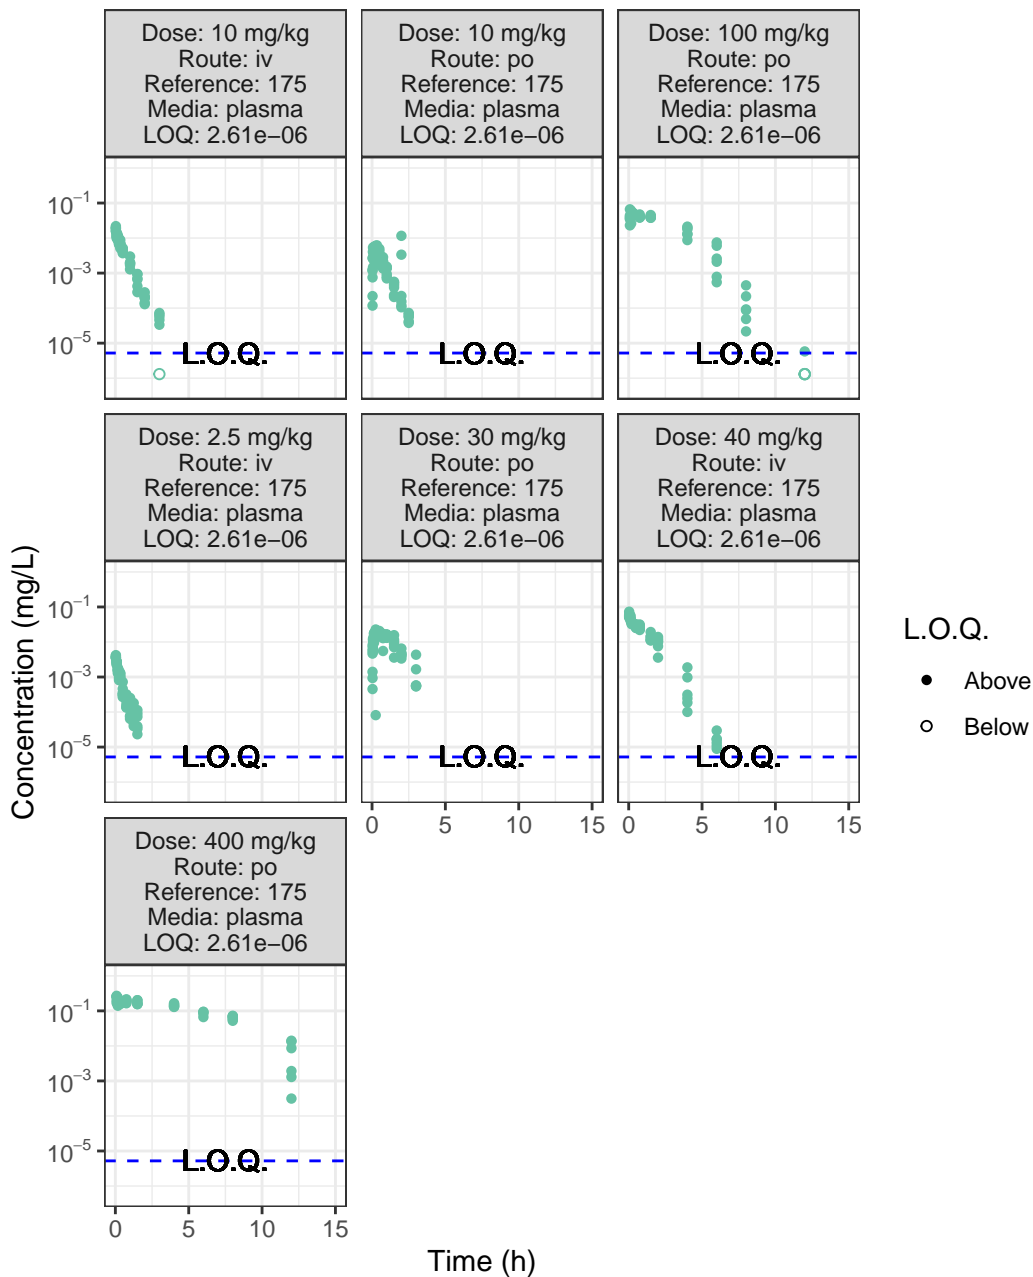 Dose: 10 mg/kg
Route: iv
Reference: 175
Media: plasma
LOQ: 2.61e−06
Dose: 10 mg/kg
Route: po
Reference: 175
Media: plasma
LOQ: 2.61e−06
Dose: 100 mg/kg
Route: po
Reference: 175
Media: plasma
LOQ: 2.61e−06
10⁻¹
10⁻³
10⁻⁵
L.O.Q.
L.O.Q.
L.O.Q.
Dose: 2.5 mg/kg
Route: iv
Reference: 175
Media: plasma
LOQ: 2.61e−06
Dose: 30 mg/kg
Route: po
Reference: 175
Media: plasma
LOQ: 2.61e−06
Dose: 40 mg/kg
Route: iv
Reference: 175
Media: plasma
LOQ: 2.61e−06
Concentration (mg/L)
10⁻¹
10⁻³
10⁻⁵
L.O.Q.
L.O.Q.
L.O.Q.
0 5 10 15
0 5 10 15
L.O.Q.
Above
Below
Dose: 400 mg/kg
Route: po
Reference: 175
Media: plasma
LOQ: 2.61e−06
10⁻¹
10⁻³
10⁻⁵
L.O.Q.
0 5 10 15
Time (h)